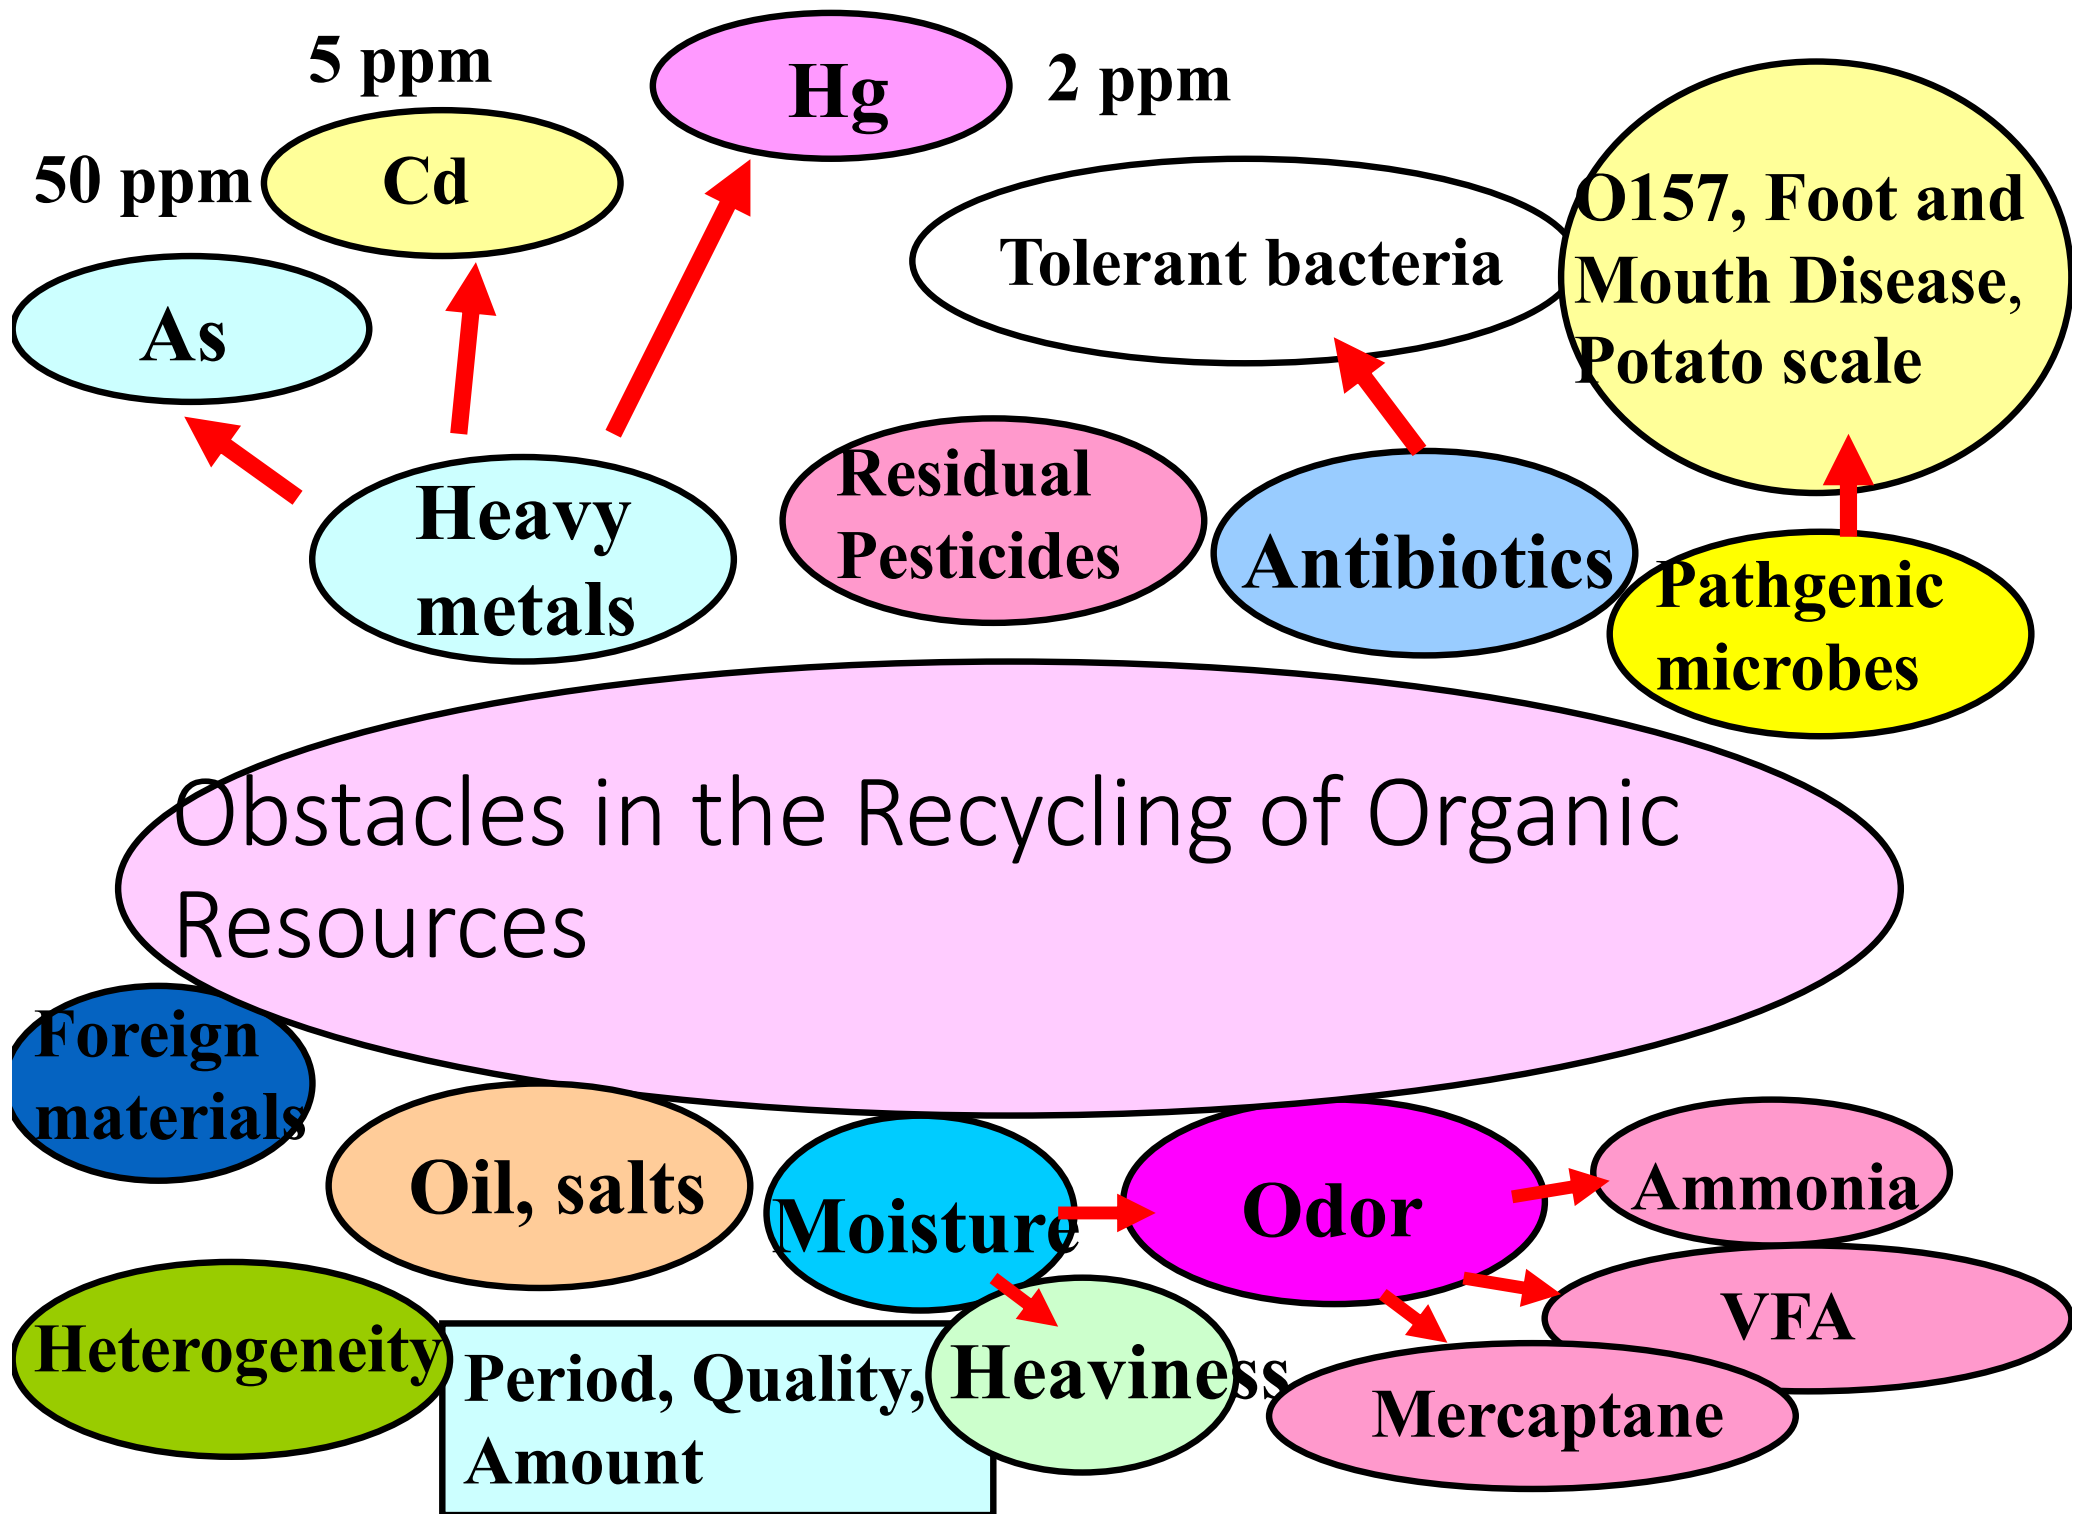 5 ppm
Hg
2 ppm
50 ppm
Cd
As
Tolerant bacteria
O157, Foot and
Mouth Disease,
Potato scale
Heavy
metals
Residual
Pesticides
Antibiotics
Pathgenic
microbes
Obstacles in the Recycling of Organic
Resources
Foreign
materials
Oil, salts
Moisture
Odor
Ammonia
VFA
Mercaptane
Heaviness
Heterogeneity
Period, Quality,
Amount